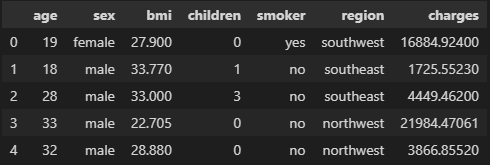 age sex bmi children smoker region charges
0 19 female 27.900 0 yes southwest 16884.92400
1 18 male 33.770 1 no southeast 1725.55230
2 28 male 33.000 3 no southeast 4449.46200
3 33 male 22.705 0 no northwest 21984.47061
4 32 male 28.880 0 no northwest 3866.85520